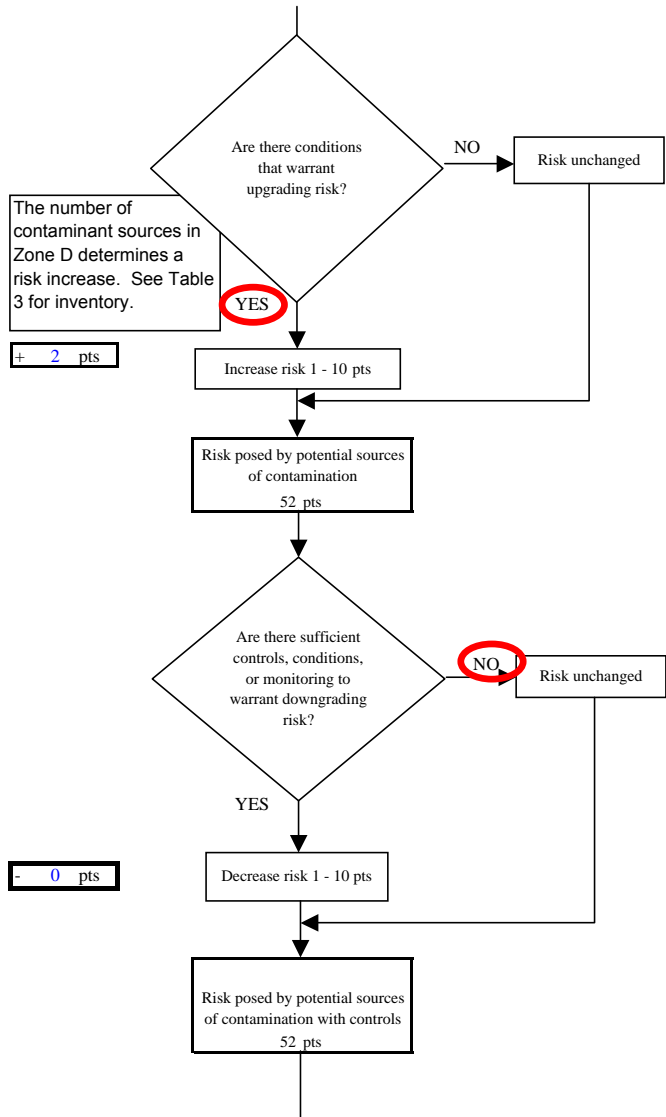 Are there conditions
that warrant
upgrading risk?
NO
Risk unchanged
The number of
contaminant sources in
Zone D determines a
risk increase. See Table
3 for inventory.
YES
+ 2 pts
Increase risk 1 - 10 pts
Risk posed by potential sources
of contamination
52 pts
Are there sufficient
controls, conditions,
or monitoring to
warrant downgrading
risk?
NO
Risk unchanged
YES
- 0 pts
Decrease risk 1 - 10 pts
Risk posed by potential sources
of contamination with controls
52 pts